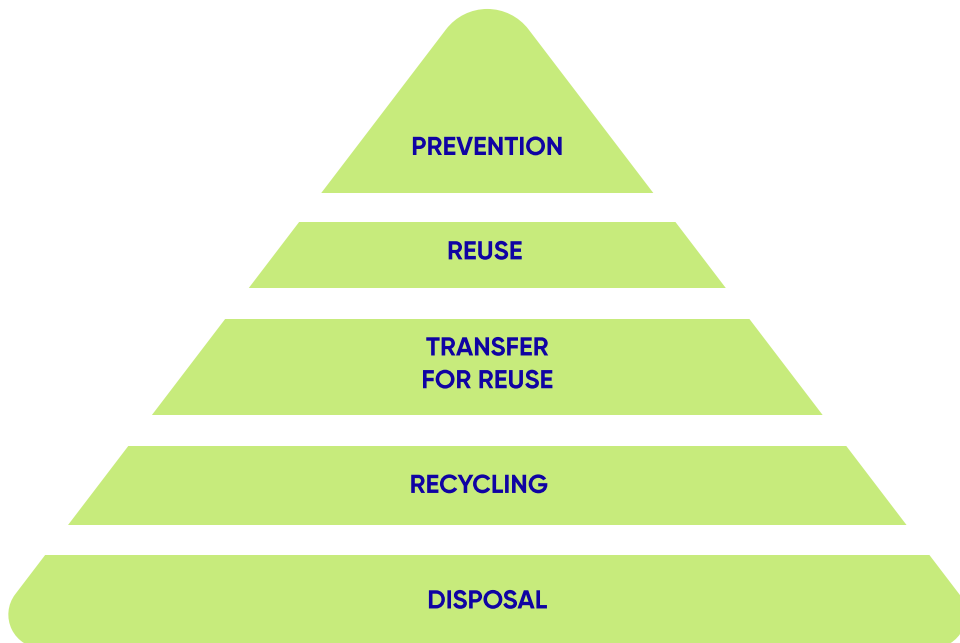 PREVENTION
REUSE
TRANSFER
FOR REUSE
RECYCLING
DISPOSAL